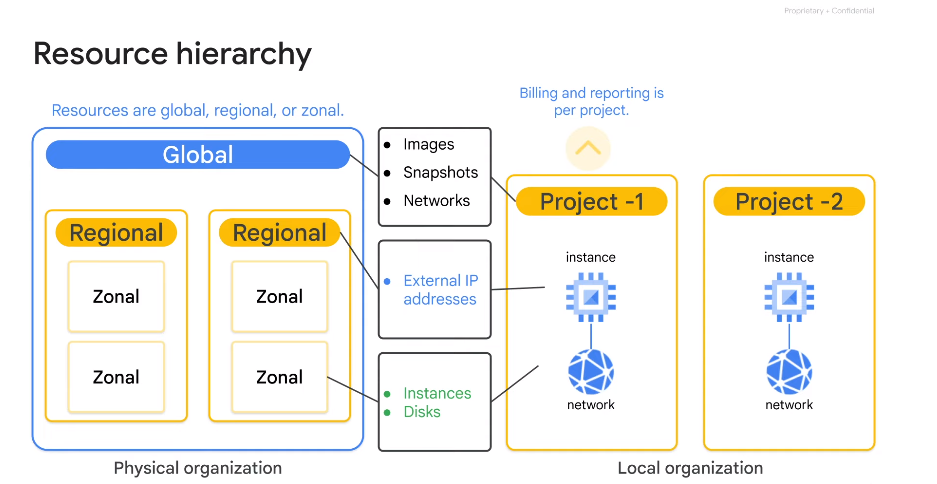 Proprietary + Confidential
Resource hierarchy
Resources are global, regional, or zonal.
Global
Regional
Zonal
Zonal
Regional
Zonal
Zonal
Physical organization
• Images
• Snapshots
• Networks
• External IP
addresses
• Instances
• Disks
Billing and reporting is
per project.
Project -1
instance
network
Project -2
instance
network
Local organization